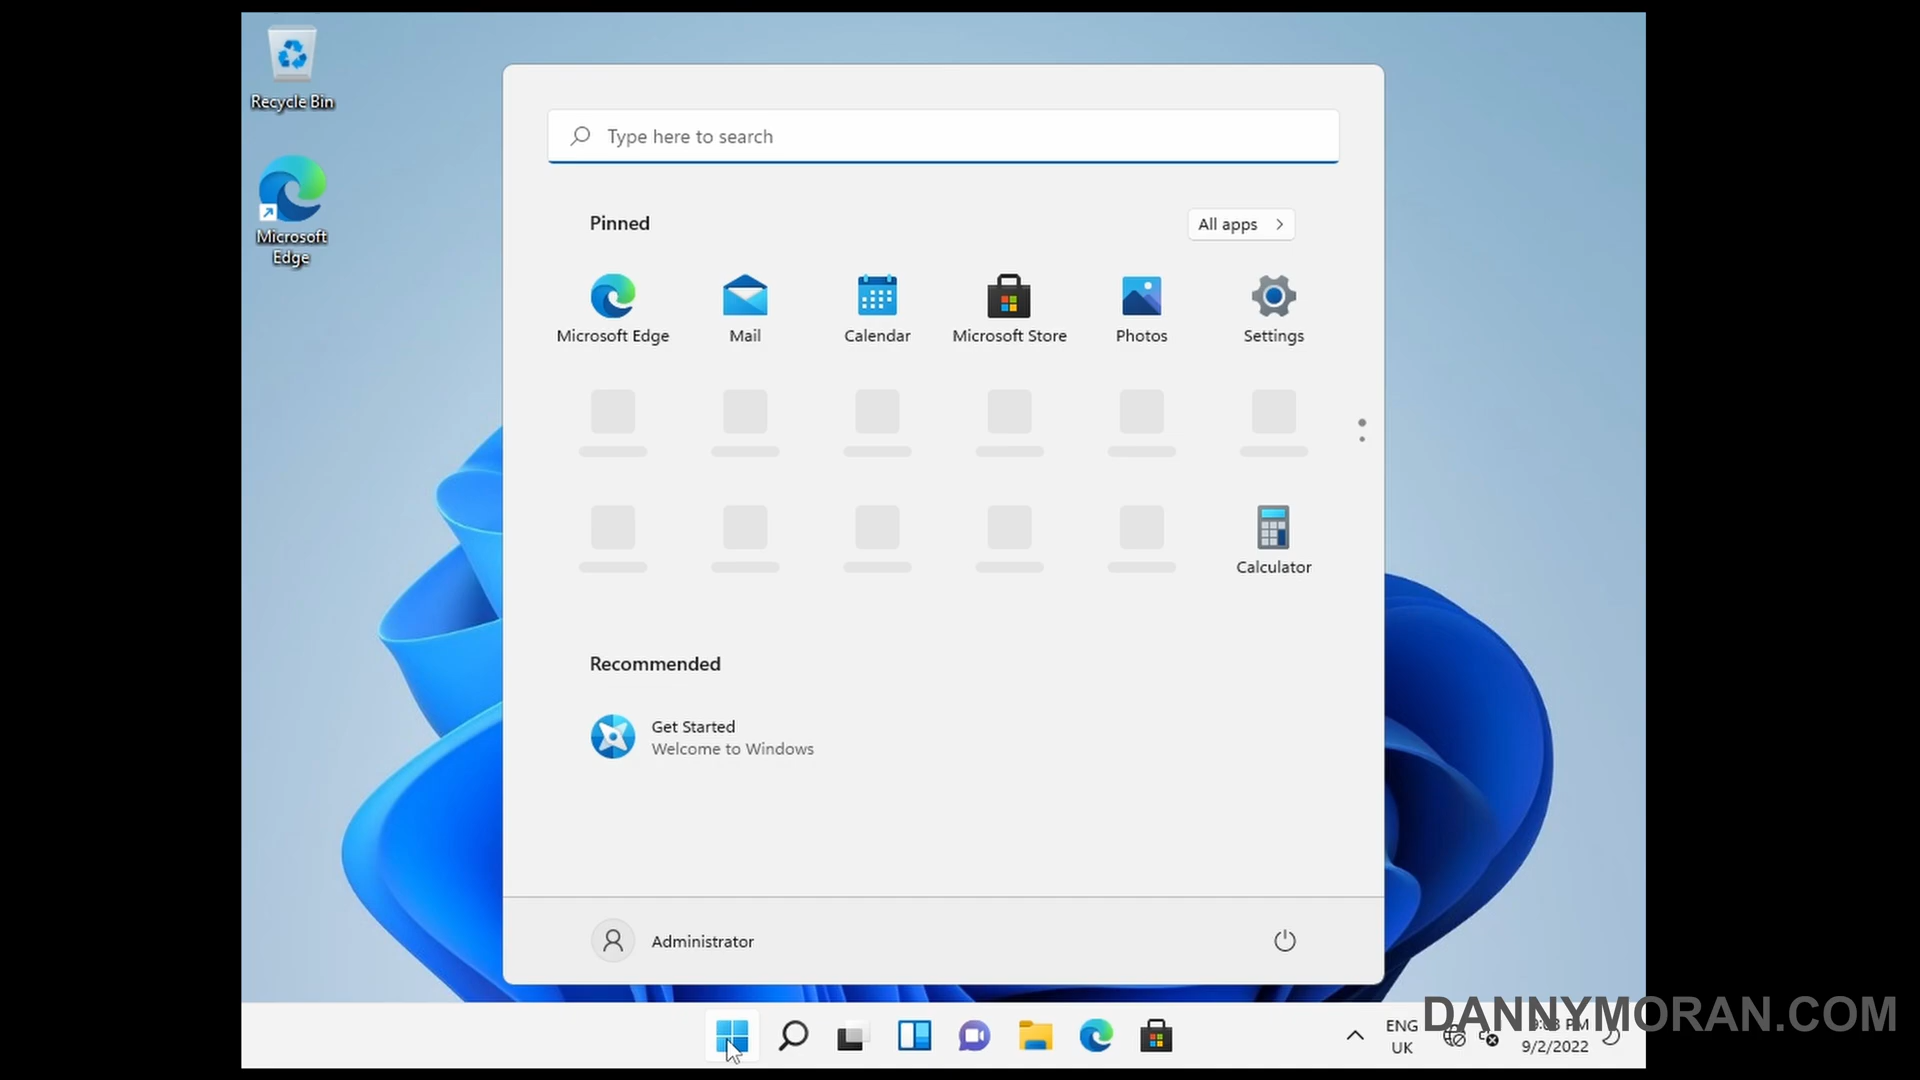 Recycle Bin
Microsoft
Edge
Type here to search
Pinned
All apps
Microsoft Edge
Mail
Calendar
Microsoft Store
Photos
Settings
Calculator
Recommended
Get Started
Welcome to Windows
Administrator
ENG
UK
PM
9/2/2022
DANNYMORAN.COM